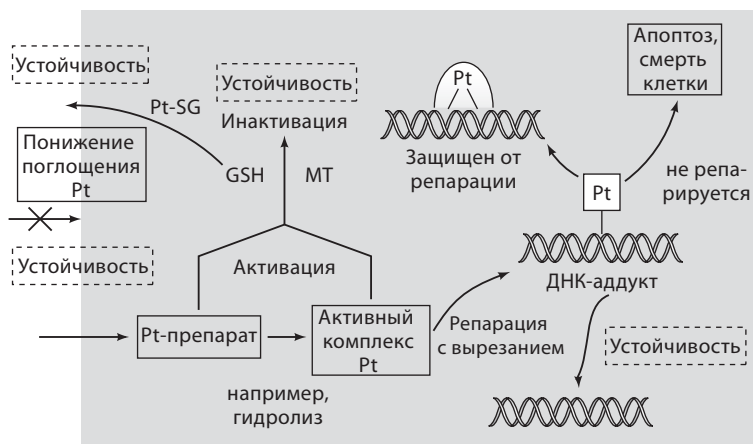 Устойчивость
Pt-SG
Понижение
поглощения
Pt
Устойчивость
Устойчивость
Инактивация
GSH
МТ
Активация
Pt-препарат
Активный
комплекс
Pt
например,
гидролиз
Репарация
с вырезанием
Pt
Защищен от
репарации
Апоптоз,
смерть
клетки
не репа-
рируется
Pt
ДНК-аддукт
Устойчивость